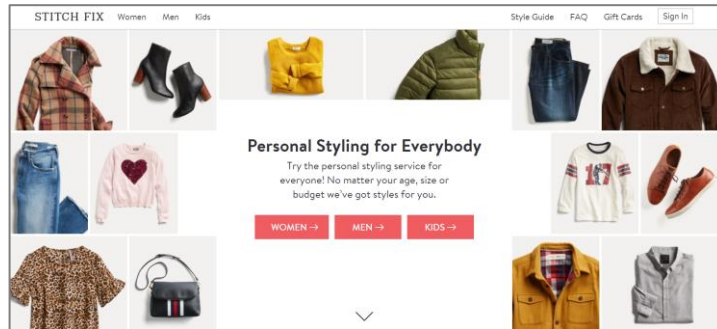 STITCH FIX Women Men Kids Style Guide FAQ Gift Cards Sign In
Personal Styling for Everybody
Try the personal styling service for
everyone! No matter your age, size or
budget we've got styles for you.
WOMEN → MEN → KIDS →